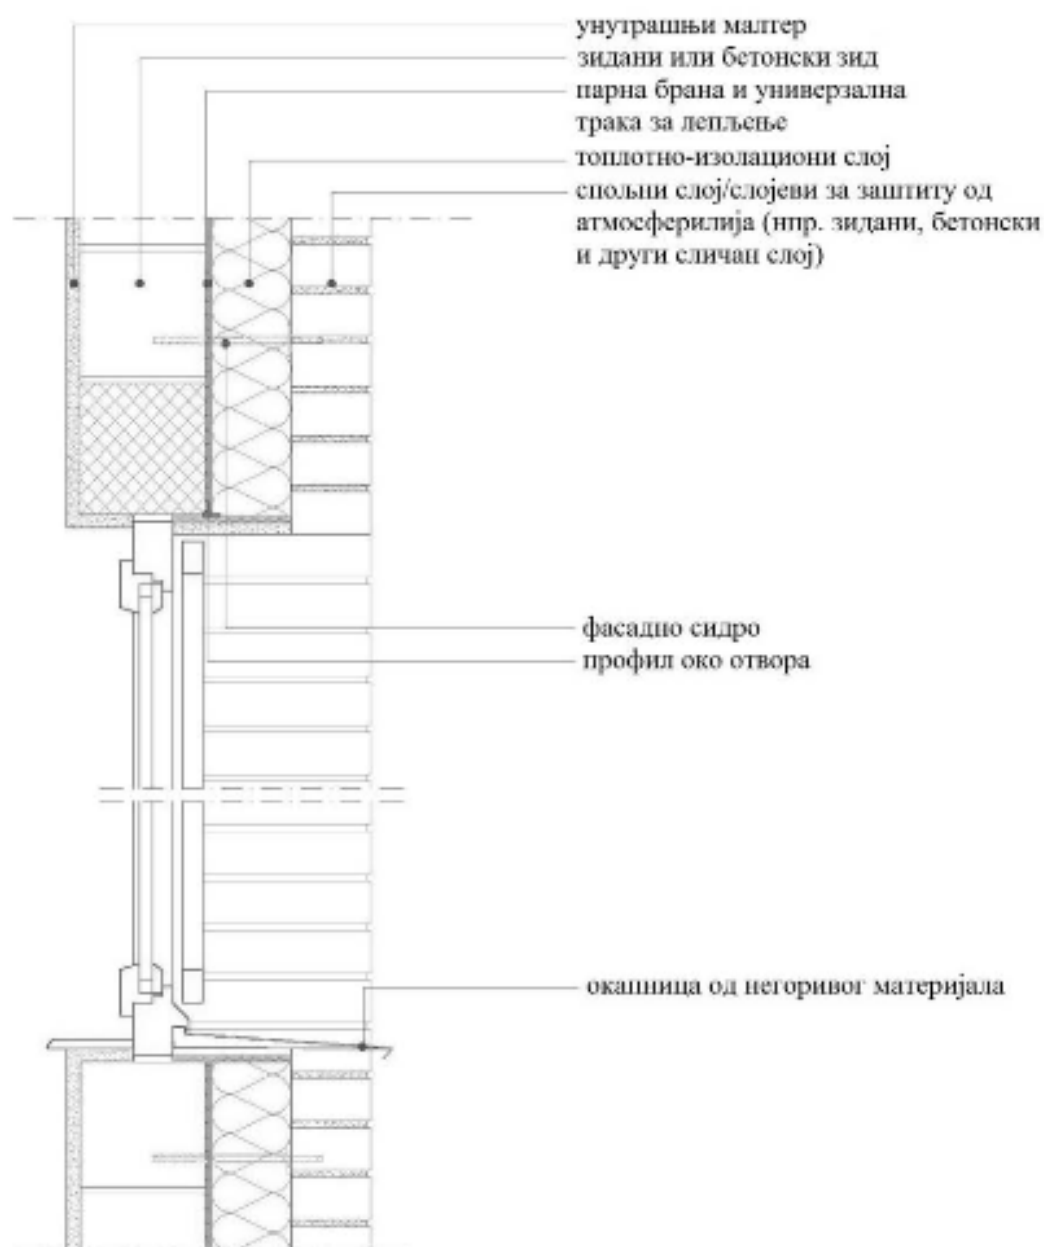 унутрашњи малтер
зидани или бетонски зид
парна брана и универзална
трака за лепљење
топлотно-изолациони слој
спољни слој/слојеви за заштиту од
атмосферилија (нпр. зидани, бетонски
и други сличан слој)
фасадно сидро
профил око отвора
окапница од негоривог материјала